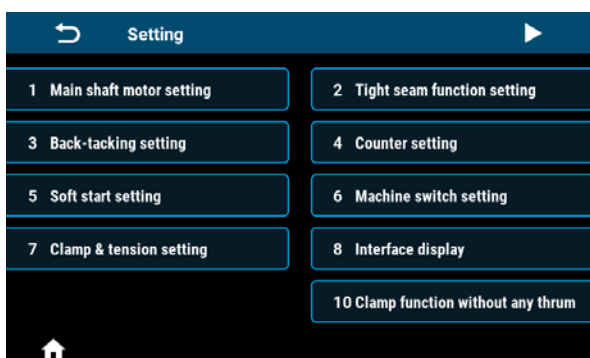 Setting
1 Main shaft motor setting
2 Tight seam function setting
3 Back-tacking setting
4 Counter setting
5 Soft start setting
6 Machine switch setting
7 Clamp & tension setting
8 Interface display
10 Clamp function without any thrum